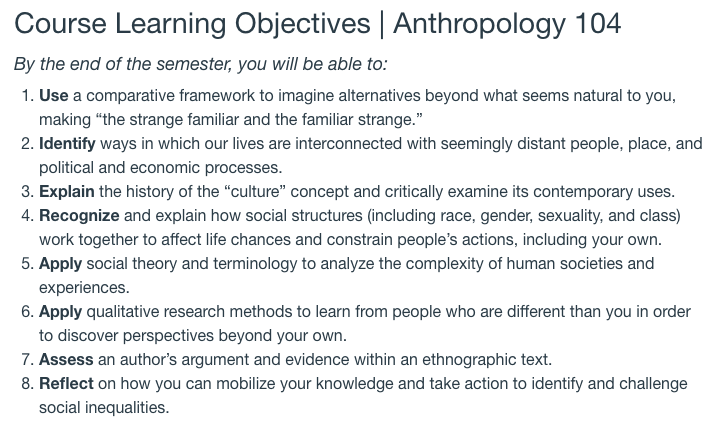 Course Learning Objectives | Anthropology 104
By the end of the semester, you will be able to:
1. Use a comparative framework to imagine alternatives beyond what seems natural to you,
making “the strange familiar and the familiar strange.”
2. Identify ways in which our lives are interconnected with seemingly distant people, place, and
political and economic processes.
3. Explain the history of the “culture” concept and critically examine its contemporary uses.
4. Recognize and explain how social structures (including race, gender, sexuality, and class)
work together to affect life chances and constrain people’s actions, including your own.
5. Apply social theory and terminology to analyze the complexity of human societies and
experiences.
6. Apply qualitative research methods to learn from people who are different than you in order
to discover perspectives beyond your own.
7. Assess an author’s argument and evidence within an ethnographic text.
8. Reflect on how you can mobilize your knowledge and take action to identify and challenge
social inequalities.